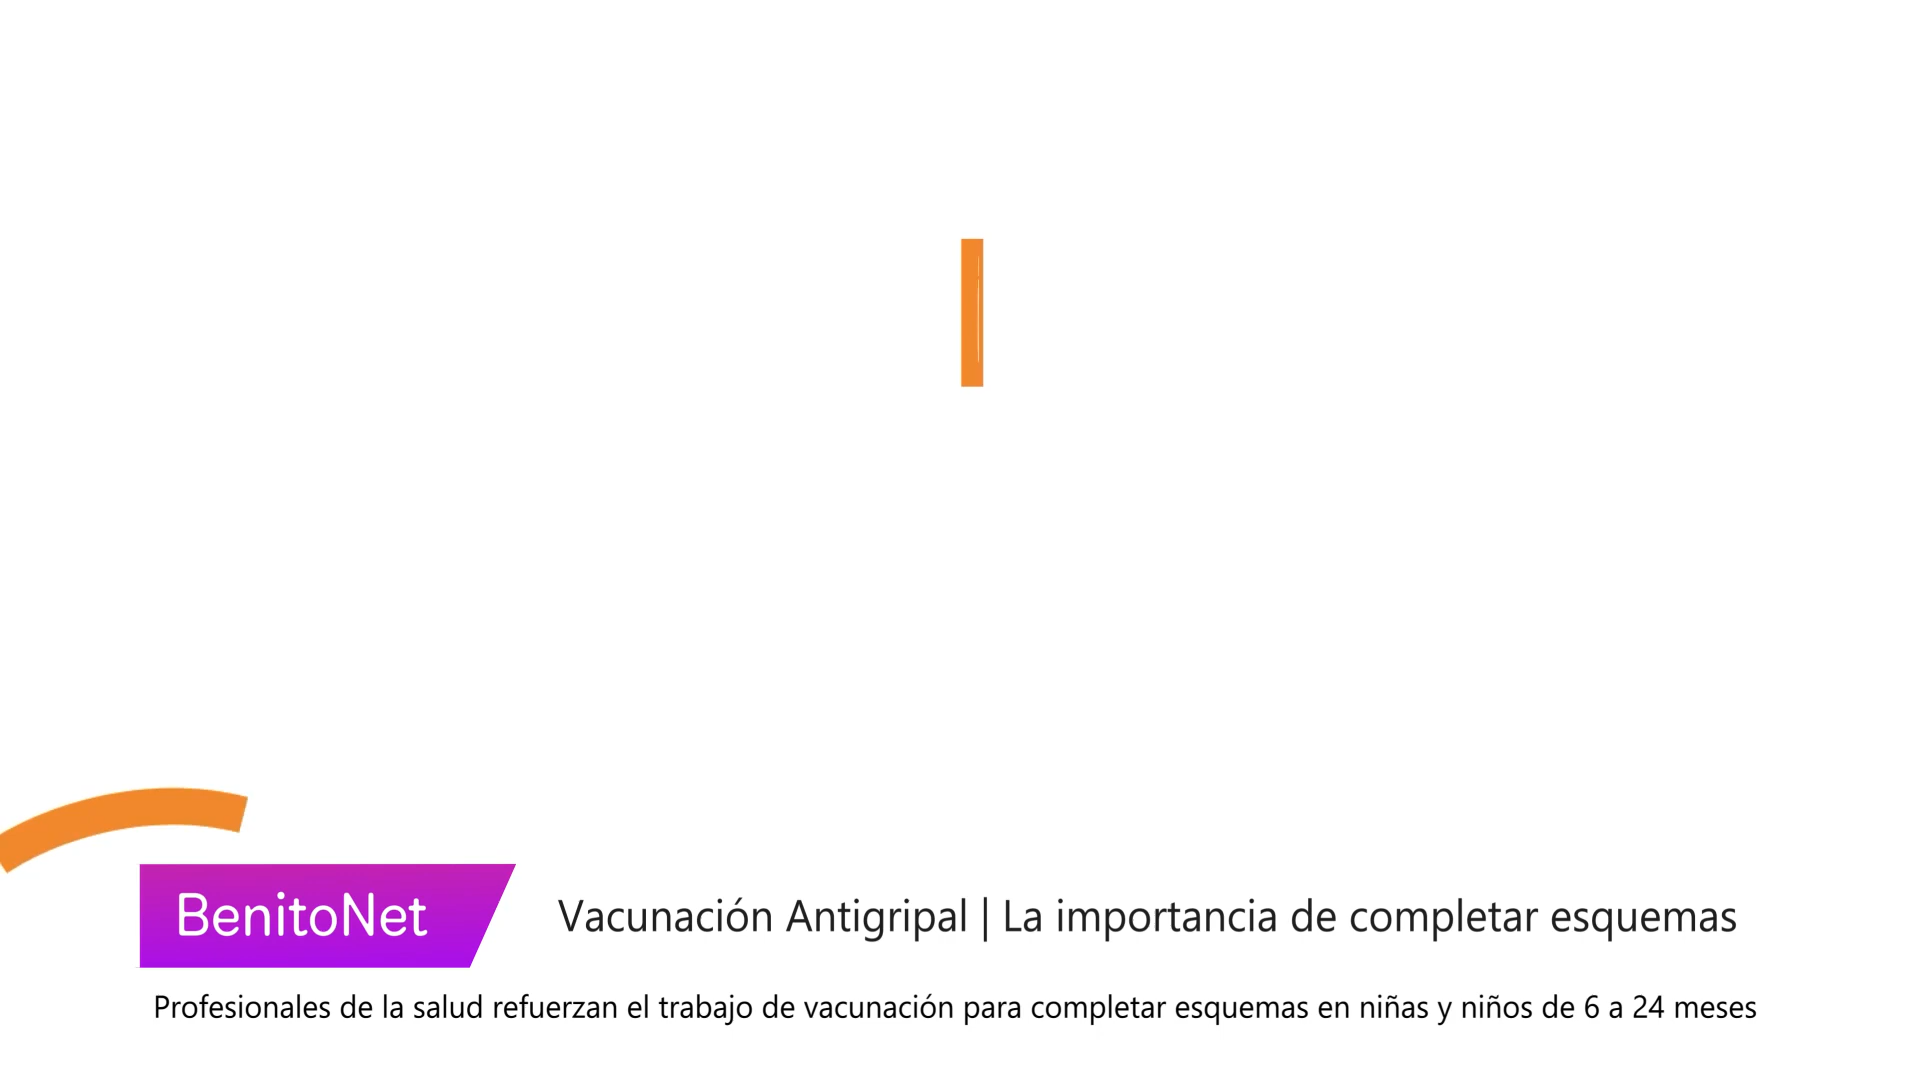 BenitoNet
Vacunación Antigripal | La importancia de completar esquemas
Profesionales de la salud refuerzan el trabajo de vacunación para completar esquemas en niñas y niños de 6 a 24 meses